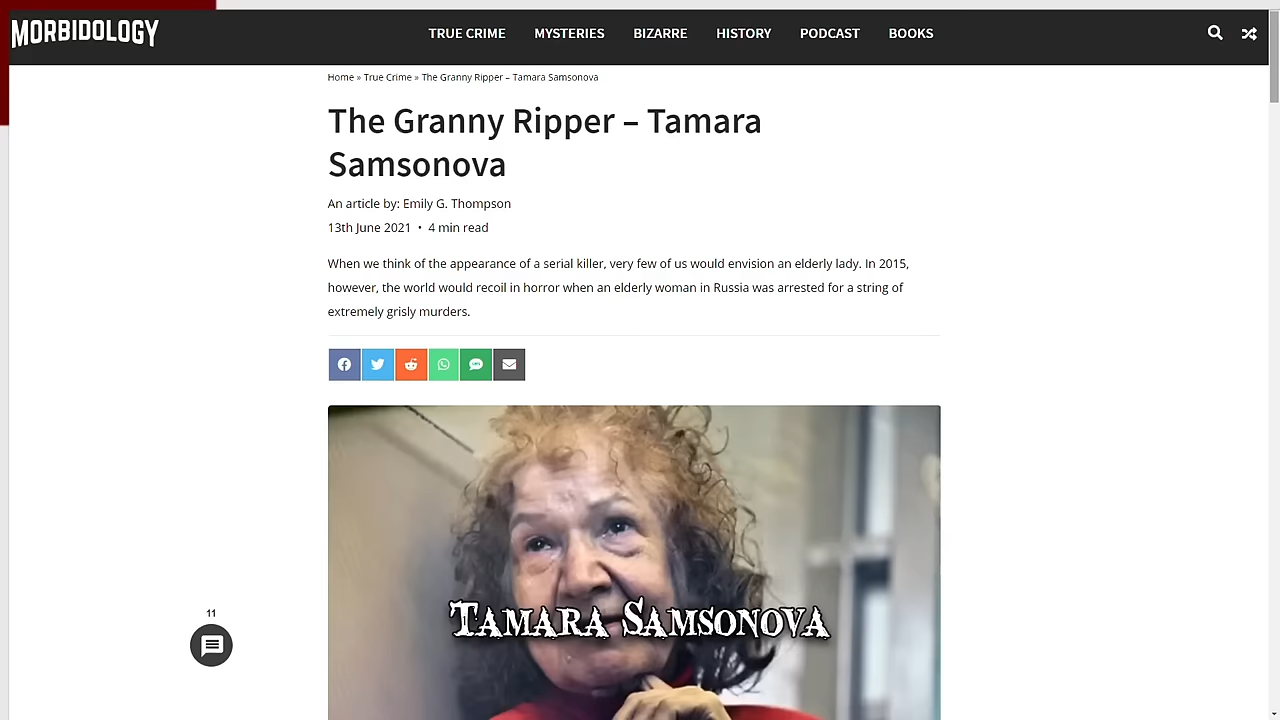 MORBIDOLOGY
TRUE CRIME MYSTERIES BIZARRE HISTORY PODCAST BOOKS
Home » True Crime » The Granny Ripper – Tamara Samsonova
The Granny Ripper – Tamara
Samsonova
An article by: Emily G. Thompson
13th June 2021 • 4 min read
When we think of the appearance of a serial killer, very few of us would envision an elderly lady. In 2015,
however, the world would recoil in horror when an elderly woman in Russia was arrested for a string of
extremely grisly murders.
TAMARA SAMSONOVA
11